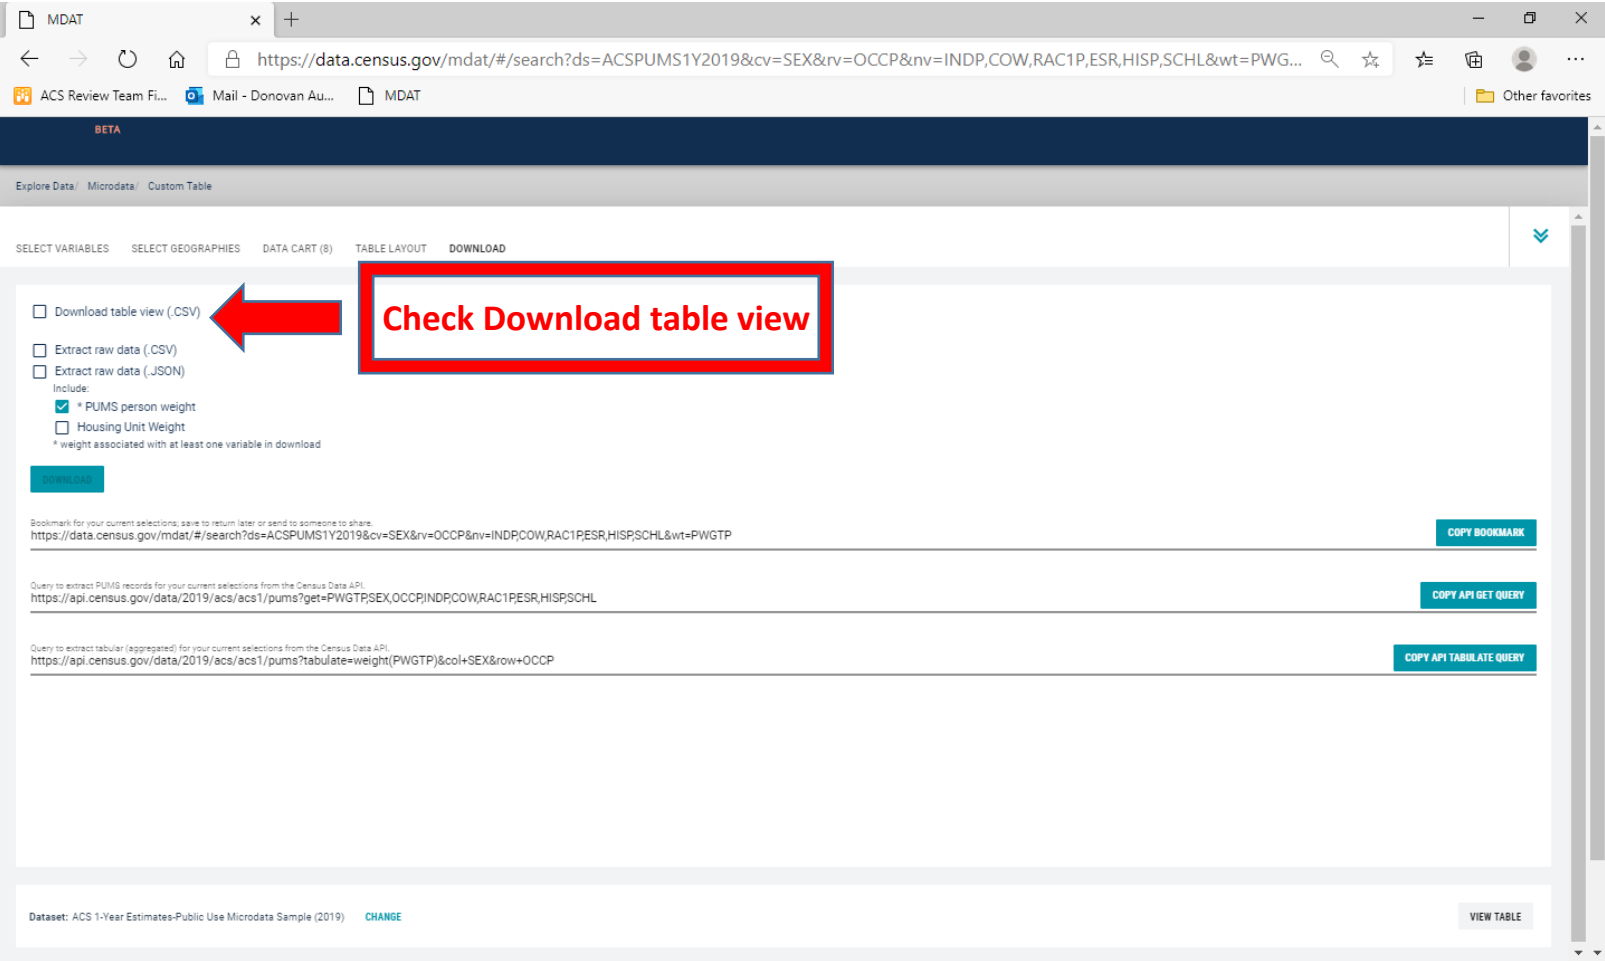 MDAT
https://data.census.gov/mdat/#/search?ds=ACSPUMS1Y2019&cv=SEX&rv=OCCP&nv=INDP,COW,RAC1P,ESR,HISP,SCHL&wt=PWG...
ACS Review Team Fi... Mail - Donovan Au... MDAT Other favorites
BETA
Explore Data/ Microdata/ Custom Table
SELECT VARIABLES SELECT GEOGRAPHIES DATA CART (8) TABLE LAYOUT DOWNLOAD
Download table view (.CSV)
Check Download table view
Extract raw data (.CSV)
Extract raw data (.JSON)
Include:
* PUMS person weight
Housing Unit Weight
* weight associated with at least one variable in download
DOWNLOAD
Bookmark for your current selections; save to return later or send to someone to share.
https://data.census.gov/mdat/#/search?ds=ACSPUMS1Y2019&cv=SEX&rv=OCCP&nv=INDP,COW,RAC1P,ESR,HISP,SCHL&wt=PWGTP
COPY BOOKMARK
Query to extract PUMS records for your current selections from the Census Data API.
https://api.census.gov/data/2019/acs/acs1/pums?get=PWGTP,SEX,OCCP,INDP,COW,RAC1P,ESR,HISP,SCHL
COPY API GET QUERY
Query to extract tabular (aggregated) for your current selections from the Census Data API.
https://api.census.gov/data/2019/acs/acs1/pums?tabulate=weight(PWGTP)&col+SEX&row+OCCP
COPY API TABULATE QUERY
Dataset: ACS 1-Year Estimates-Public Use Microdata Sample (2019) CHANGE
VIEW TABLE